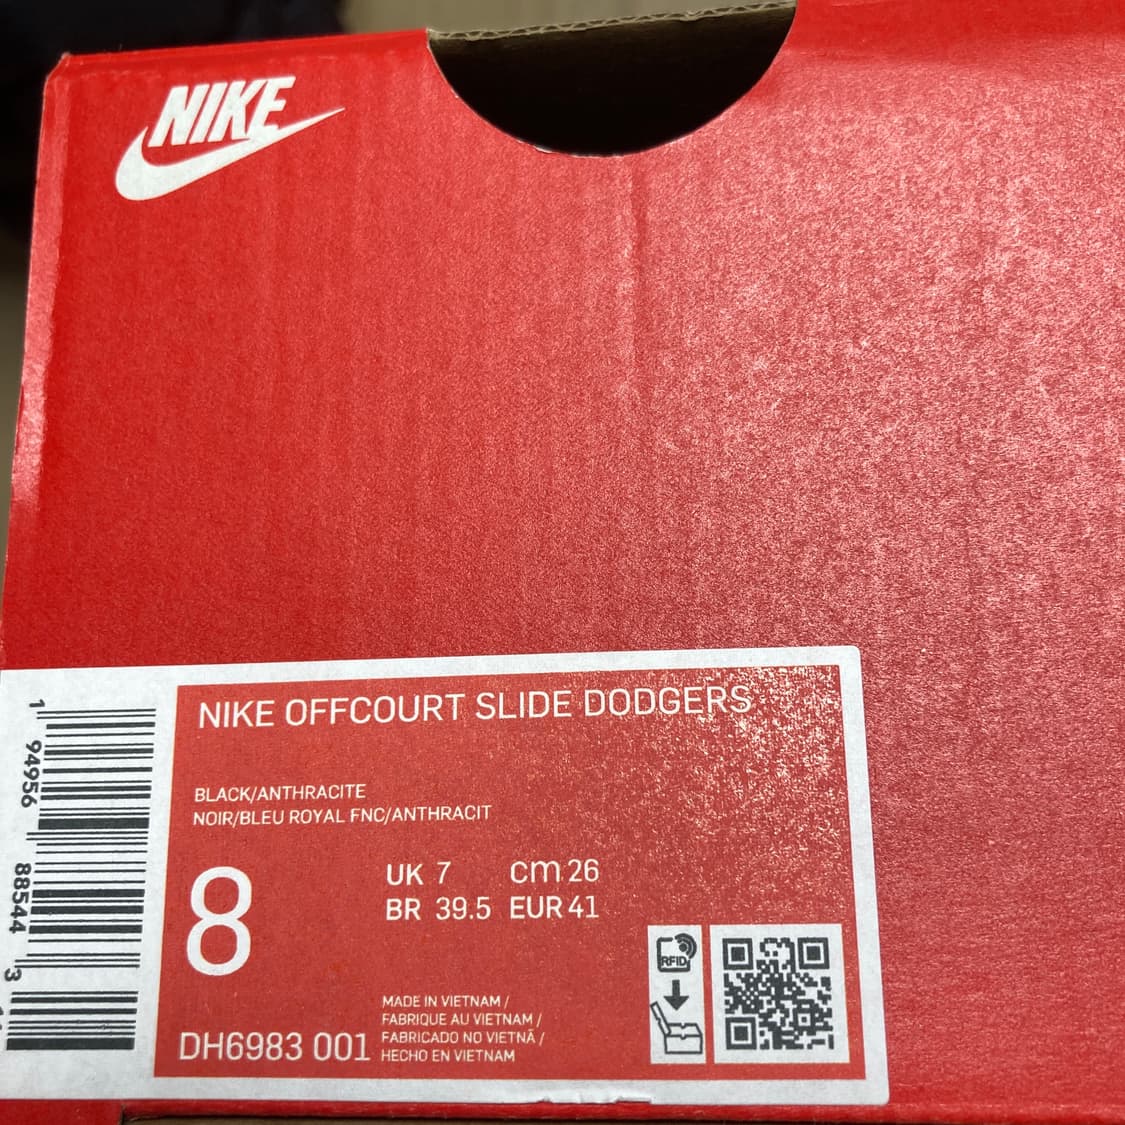 NIKE
NIKE OFFCOURT SLIDE DODGERS
BLACK/ANTHRACITE
NOIR/BLEU ROYAL FNC/ANTHRACIT
8
UK 7 cm 26
BR 39.5 EUR 41
RFID
DH6983 001
MADE IN VIETNAM /
FABRIQUE AU VIETNAM /
FABRICADO NO VIETNÃ /
HECHO EN VIETNAM
1 94956 88544 3